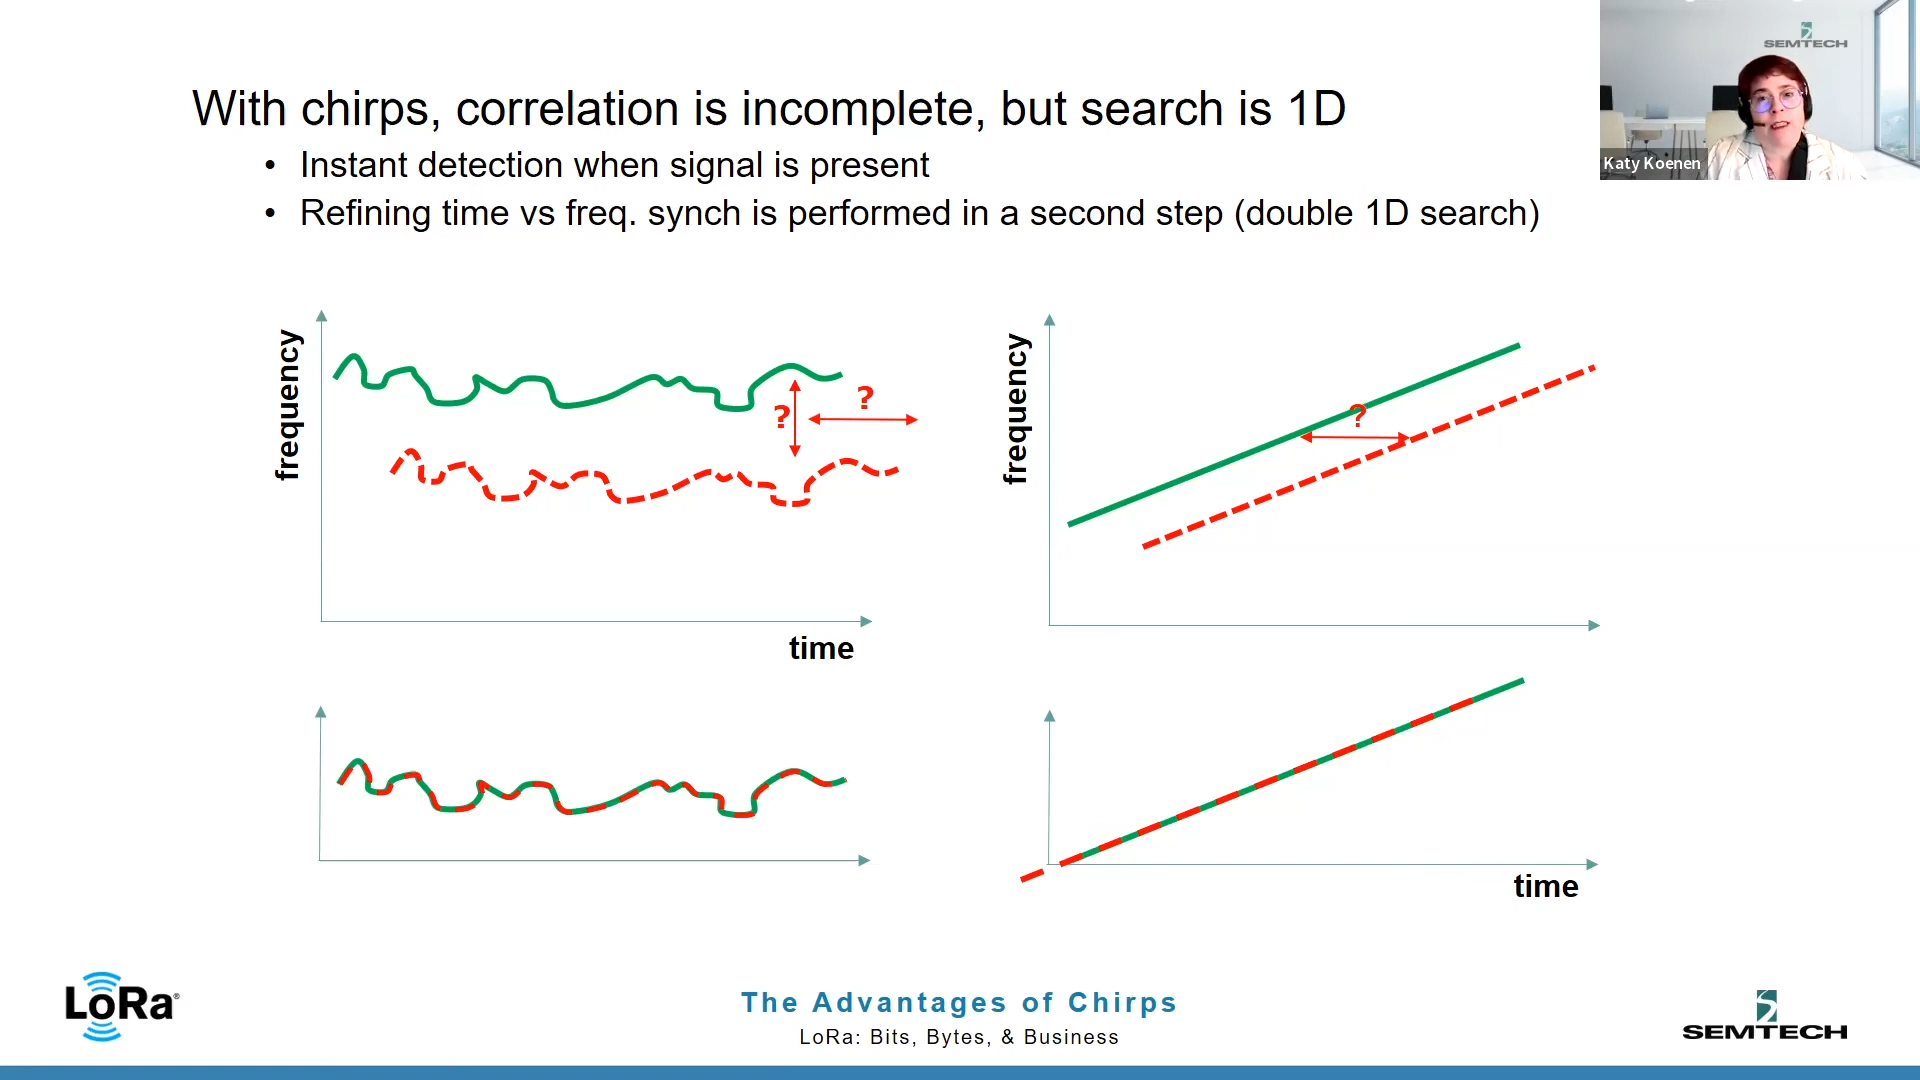 SEMTECH
Katy Koenen
With chirps, correlation is incomplete, but search is 1D
• Instant detection when signal is present
• Refining time vs freq. synch is performed in a second step (double 1D search)
frequency
?
?
time
frequency
?
time
LoRa®
The Advantages of Chirps
LoRa: Bits, Bytes, & Business
SEMTECH